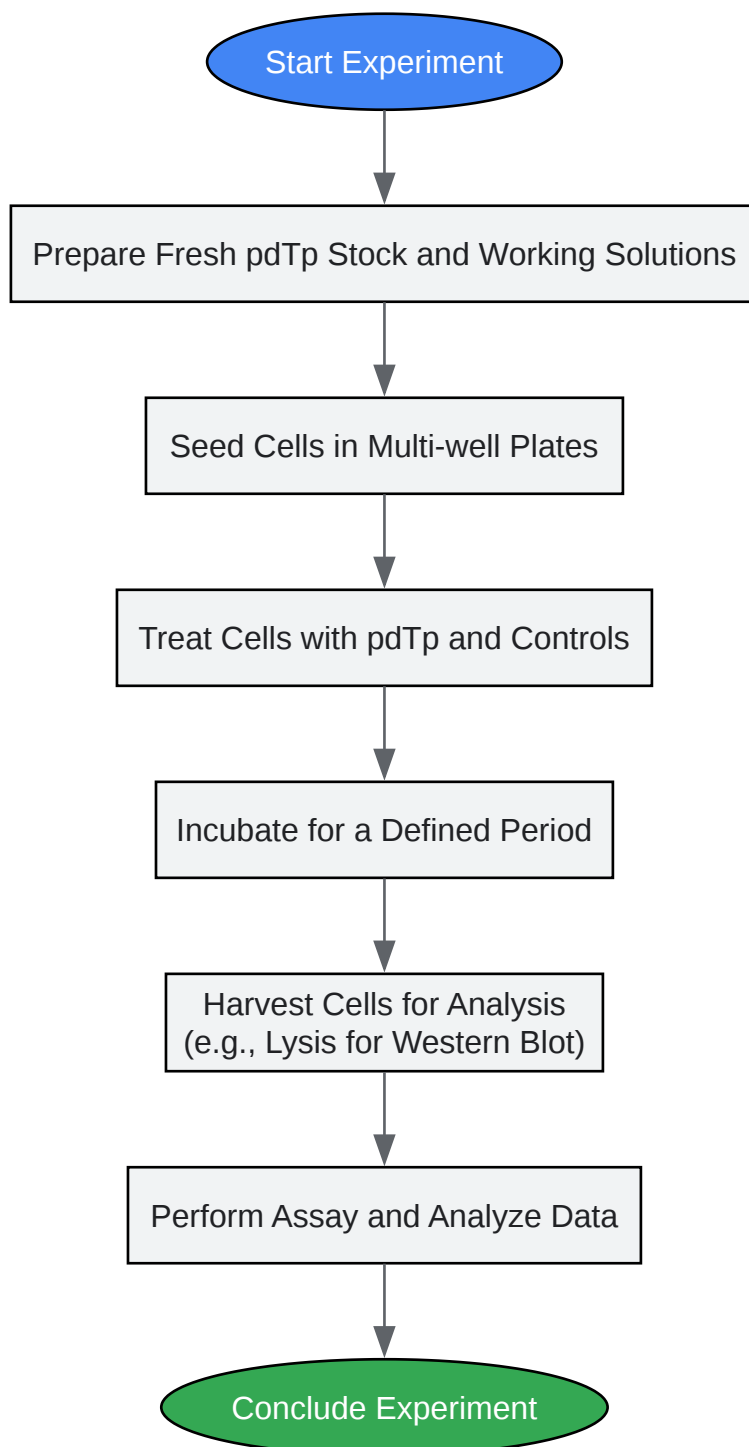 Start Experiment
Prepare Fresh pdTp Stock and Working Solutions
Seed Cells in Multi-well Plates
Treat Cells with pdTp and Controls
Incubate for a Defined Period
Harvest Cells for Analysis
(e.g., Lysis for Western Blot)
Perform Assay and Analyze Data
Conclude Experiment